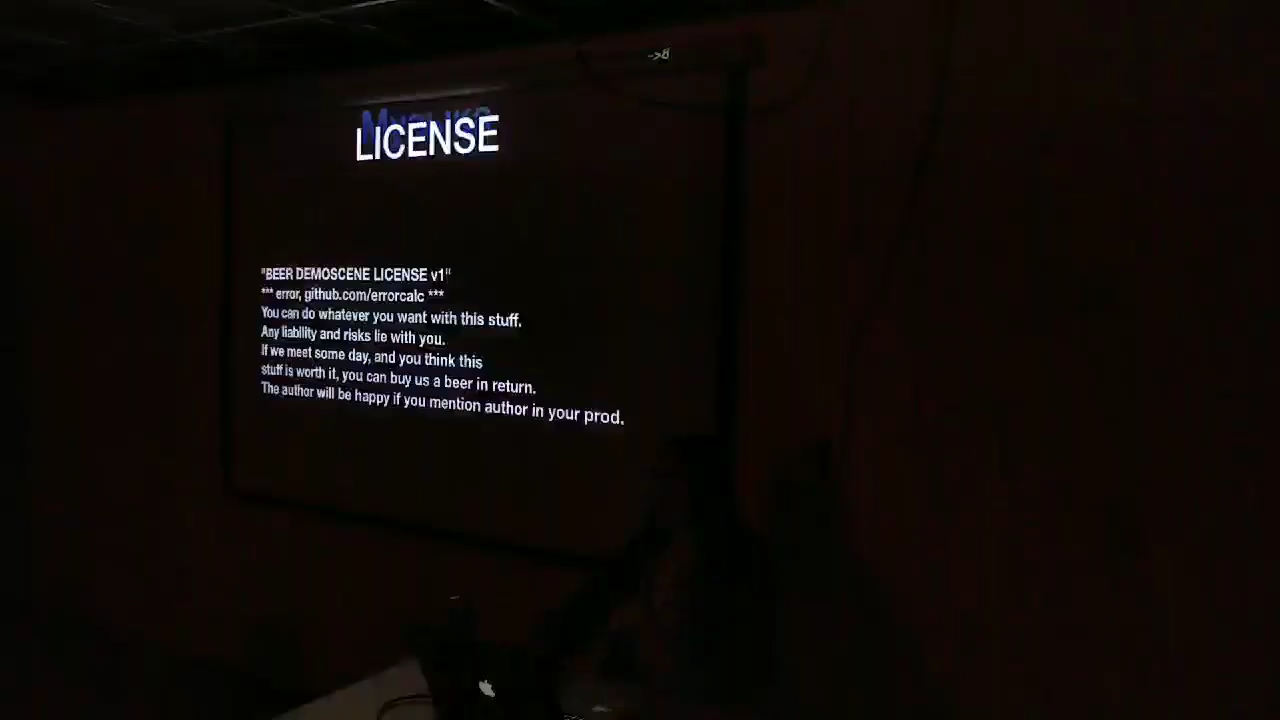 ->8
LICENSE
"BEER DEMOSCENE LICENSE v1"
*** error, github.com/errorcalc ***
You can do whatever you want with this stuff.
Any liability and risks lie with you.
If we meet some day, and you think this
stuff is worth it, you can buy us a beer in return.
The author will be happy if you mention author in your prod.